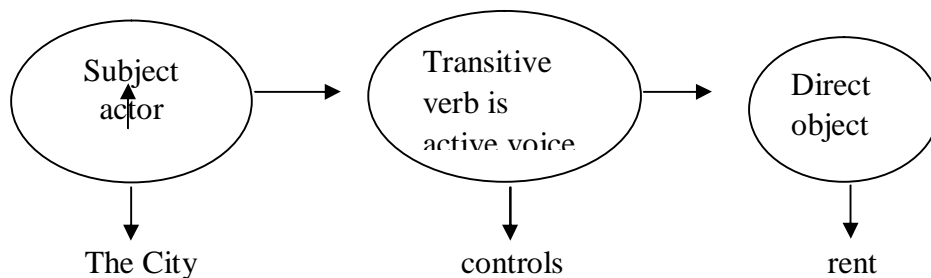 Subject
actor
Transitive
verb is
active voice
Direct
object
The City
controls
rent